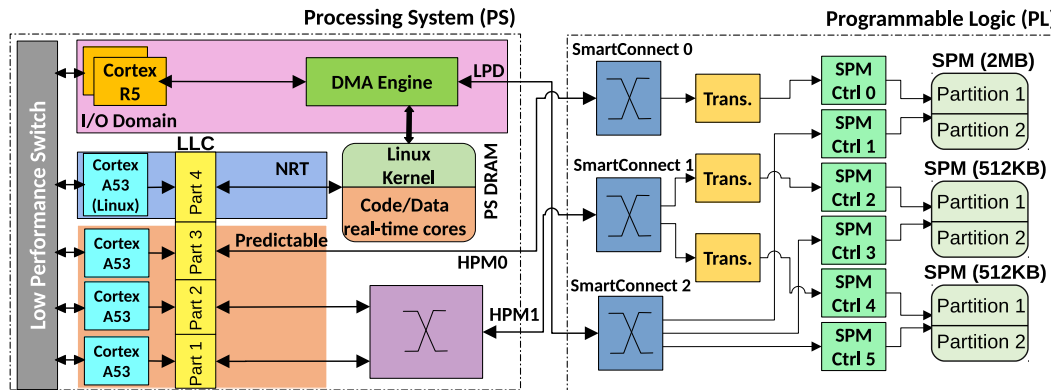 Processing System (PS)
Low Performance Switch
Cortex
R5
I/O Domain
DMA Engine
LPD
LLC
Cortex
A53
(Linux)
Part 4
NRT
Linux
Kernel
Code/Data
real-time cores
PS DRAM
Cortex
A53
Part 3
Predictable
HPM0
Cortex
A53
Part 2
HPM1
Cortex
A53
Part 1
Programmable Logic (PL)
SmartConnect 0
Trans.
SPM
Ctrl 0
SPM
Ctrl 1
SPM (2MB)
Partition 1
Partition 2
SmartConnect 1
Trans.
Trans.
SPM
Ctrl 2
SPM
Ctrl 3
SPM (512KB)
Partition 1
Partition 2
SmartConnect 2
SPM
Ctrl 4
SPM
Ctrl 5
SPM (512KB)
Partition 1
Partition 2